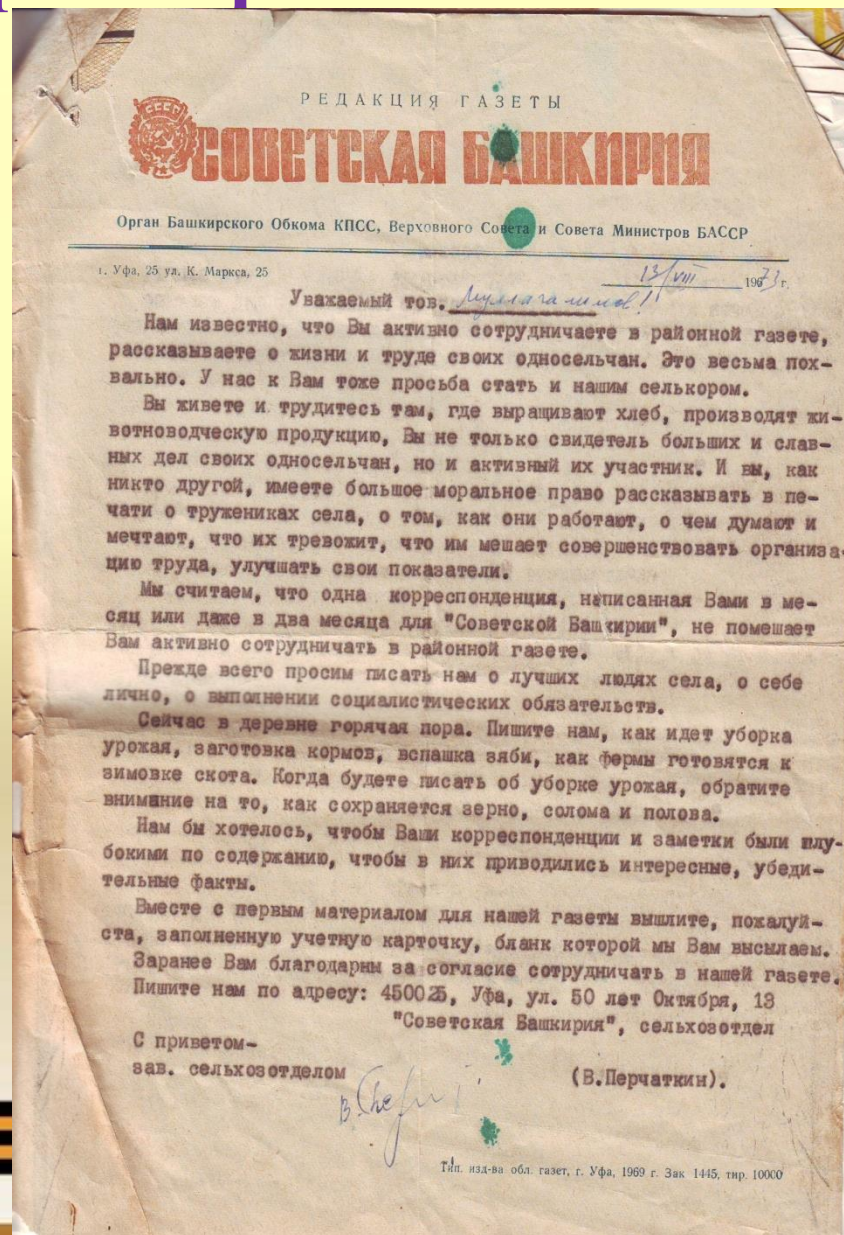 РЕДАКЦИЯ ГАЗЕТЫ
СОВЕТСКАЯ БАШКИРИЯ
Орган Башкирского Обкома КПСС, Верховного Совета и Совета Министров БАССР
г. Уфа, 25 ул. К. Маркса, 25 13/VIII 1973 г.
Уважаемый тов. Муллагалимов!
Нам известно, что Вы активно сотрудничаете в районной газете,
рассказываете о жизни и труде своих односельчан. Это весьма пох-
вально. У нас к Вам тоже просьба стать и нашим селькором.
Вы живете и трудитесь там, где выращивают хлеб, производят жи-
вотноводческую продукцию, Вы не только свидетель больших и слав-
ных дел своих односельчан, но и активный их участник. И вы, как
никто другой, имеете большое моральное право рассказывать в пе-
чати о тружениках села, о том, как они работают, о чем думают и
мечтают, что их тревожит, что им мешает совершенствовать организа-
цию труда, улучшать свои показатели.
Мы считаем, что одна корреспонденция, написанная Вами в ме-
сяц или даже в два месяца для "Советской Башкирии", не помешает
Вам активно сотрудничать в районной газете.
Прежде всего просим писать нам о лучших людях села, о себе
лично, о выполнении социалистических обязательств.
Сейчас в деревне горячая пора. Пишите нам, как идет уборка
урожая, заготовка кормов, вспашка зяби, как фермы готовятся к
зимовке скота. Когда будете писать об уборке урожая, обратите
внимание на то, как сохраняется зерно, солома и полова.
Нам бы хотелось, чтобы Ваши корреспонденции и заметки были глу-
бокими по содержанию, чтобы в них приводились интересные, убеди-
тельные факты.
Вместе с первым материалом для нашей газеты вышлите, пожалуй-
ста, заполненную учетную карточку, бланк которой мы Вам высылаем.
Заранее Вам благодарны за согласие сотрудничать в нашей газете.
Пишите нам по адресу: 450025, Уфа, ул. 50 лет Октября, 13
"Советская Башкирия", сельхозотдел
С приветом-
зав. сельхозотделом (В.Перчаткин).
Тип. изд-ва обл. газет, г. Уфа, 1969 г. Зак 1445, тир. 10000